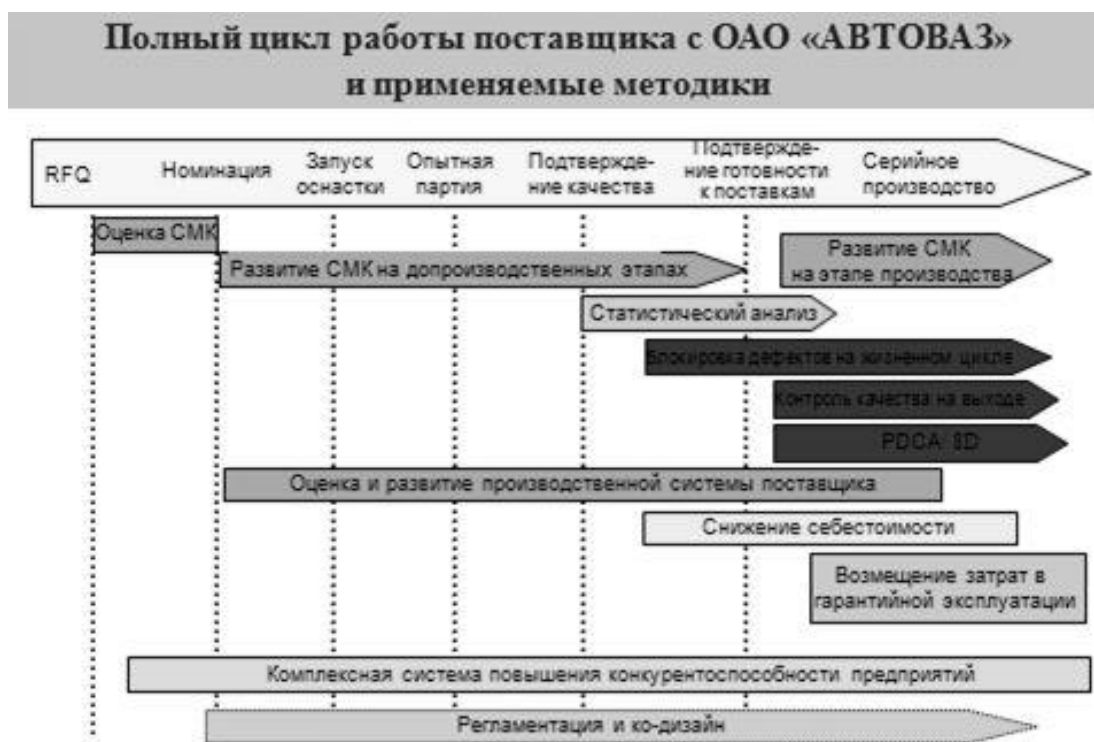 Полный цикл работы поставщика с ОАО «АВТОВАЗ»
и применяемые методики
RFQ
Номинация
Запуск
оснастки
Опытная
партия
Подтвержде-
ние качества
Подтвержде-
ние готовности
к поставкам
Серийное
производство
Оценка СМК
Развитие СМК на допроизводственных этапах
Развитие СМК
на этапе производства
Статистический анализ
Блокировка дефектов на жизненном цикле
Контроль качества на выходе
PDCA 8D
Оценка и развитие производственной системы поставщика
Снижение себестоимости
Возмещение затрат в
гарантийной эксплуатации
Комплексная система повышения конкурентоспособности предприятий
Регламентация и ко-дизайн